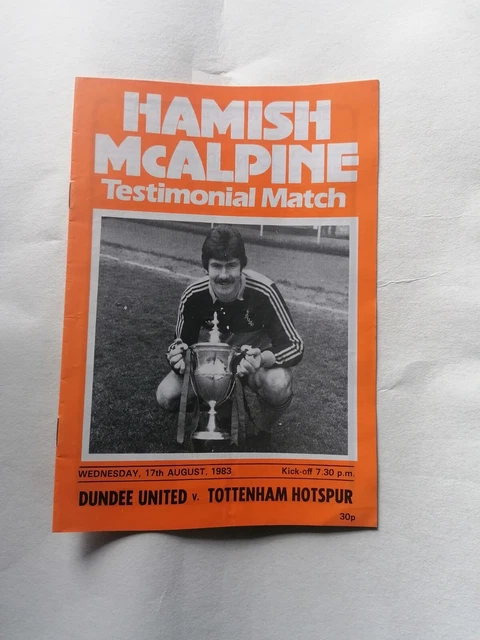 HAMISH
McALPINE
Testimonial Match
WEDNESDAY, 17th AUGUST, 1983 Kick-off 7.30 p.m.
DUNDEE UNITED v. TOTTENHAM HOTSPUR
30p